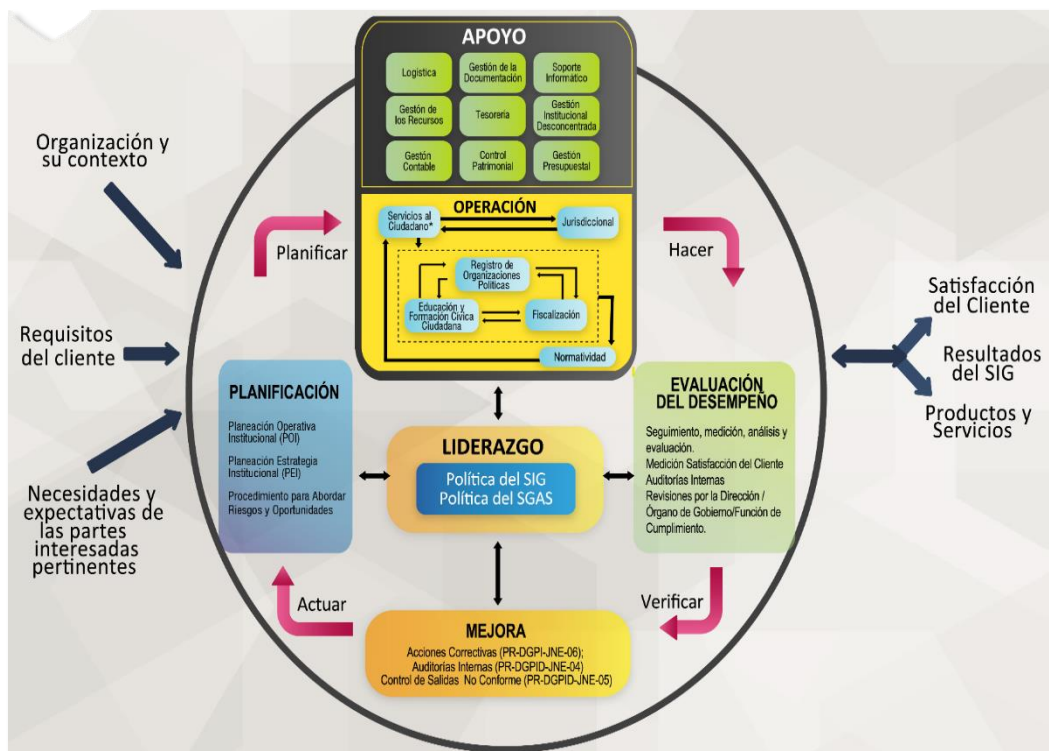 APOYO
Logística
Gestión de la
Documentación
Soporte
Informático
Gestón de
los Recursos
Tesorería
Gestión
Institucional
Desconcentrada
Gestón
Contable
Control
Patrimonial
Gestión
Presupuestal
OPERACIÓN
Servicios al
Ciudadano*
Jurisdiccional
Registro de
Organizaciones
Políticas
Educación y
Formación Cívica
Ciudadana
Fiscalización
Normatividad
Organización y
su contexto
Requisitos
del cliente
Necesidades y
expectativas de
las partes
interesadas
pertinentes
Planificar
Hacer
PLANIFICACIÓN
Planeación Operativa
Institucional (POI)
Planeación Estrategia
Institucional (PEI)
Procedimiento para Abordar
Riesgos y Oportunidades
LIDERAZGO
Política del SIG
Política del SGAS
EVALUACIÓN
DEL DESEMPEÑO
Seguimiento, medición, análisis y
evaluación.
Medición Satisfacción del Cliente
Auditorías Internas
Revisiones por la Dirección /
Órgano de Gobierno/Función de
Cumplimiento.
Satisfacción
del Cliente
Resultados
del SIG
Productos y
Servicios
Actuar
Verificar
MEJORA
Acciones Correctivas (PR-DGPI-JNE-06);
Auditorías Internas (PR-DGPID-JNE-04)
Control de Salidas No Conforme (PR-DGPID-JNE-05)